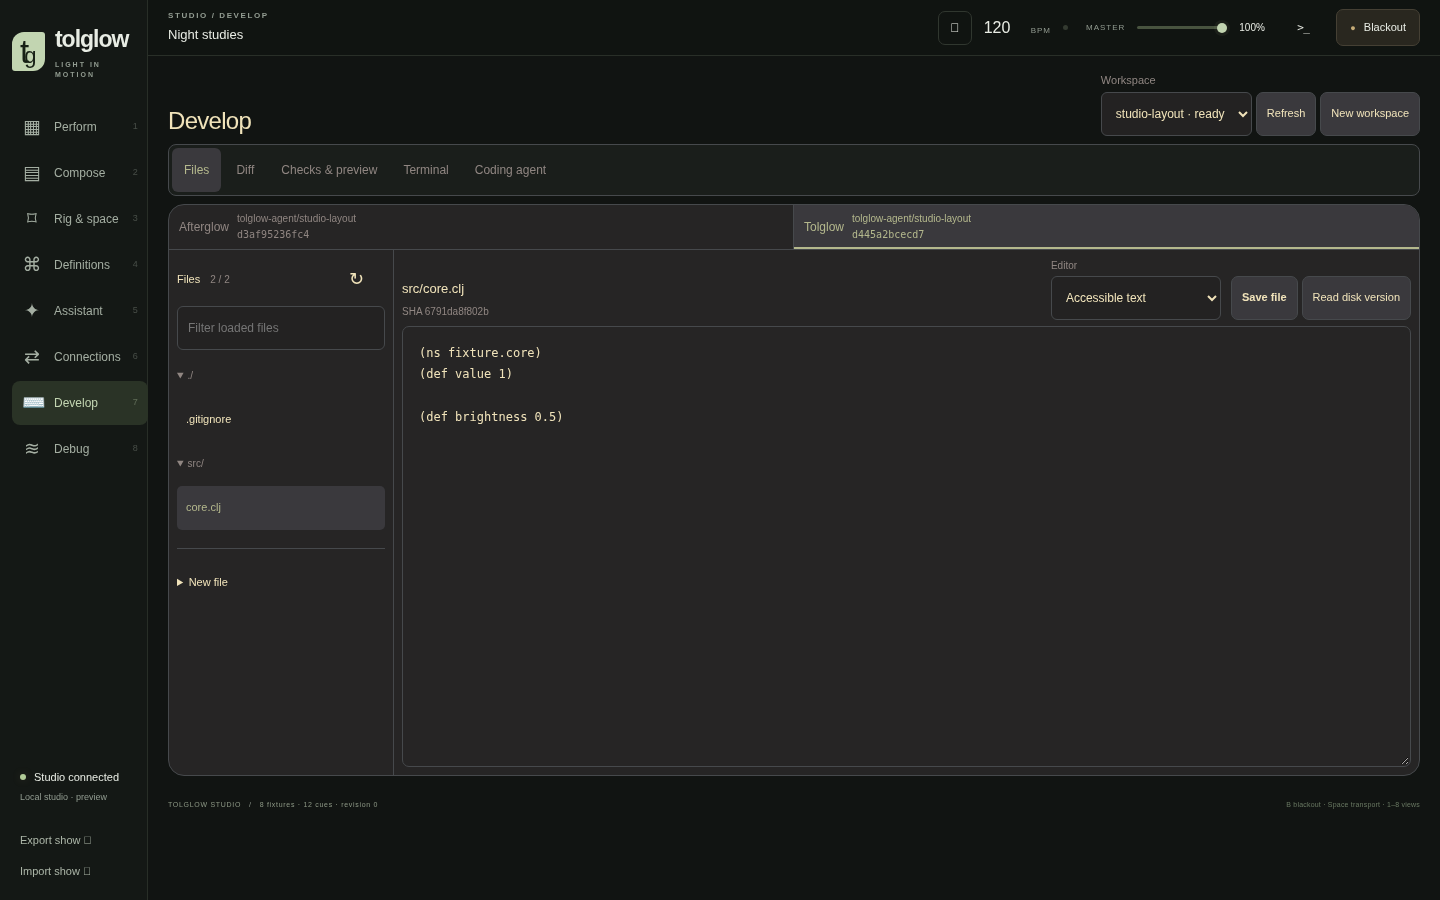 tg
tolglow
LIGHT IN
MOTION
Perform 1
Compose 2
Rig & space 3
Definitions 4
Assistant 5
Connections 6
Develop 7
Debug 8
Studio connected
Local studio · preview
Export show
Import show
STUDIO / DEVELOP
Night studies
120 BPM
MASTER 100%
>_
Blackout
Develop
Workspace
studio-layout · ready
Refresh
New workspace
Files Diff Checks & preview Terminal Coding agent
Afterglow
tolglow-agent/studio-layout
d3af95236fc4
Tolglow
tolglow-agent/studio-layout
d445a2bcecd7
Files 2 / 2
Filter loaded files
▼ ./
.gitignore
▼ src/
core.clj
▶ New file
src/core.clj
SHA 6791da8f802b
Editor
Accessible text
Save file
Read disk version
(ns fixture.core)
(def value 1)
(def brightness 0.5)
TOLGLOW STUDIO / 8 fixtures · 12 cues · revision 0
B blackout · Space transport · 1–8 views